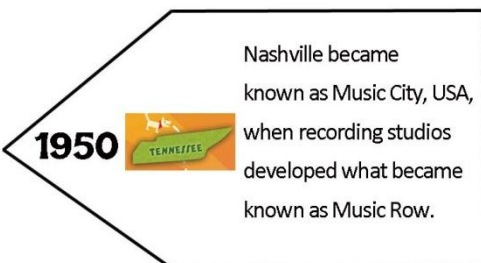 1950
TENNESSEE
Nashville became
known as Music City, USA,
when recording studios
developed what became
known as Music Row.